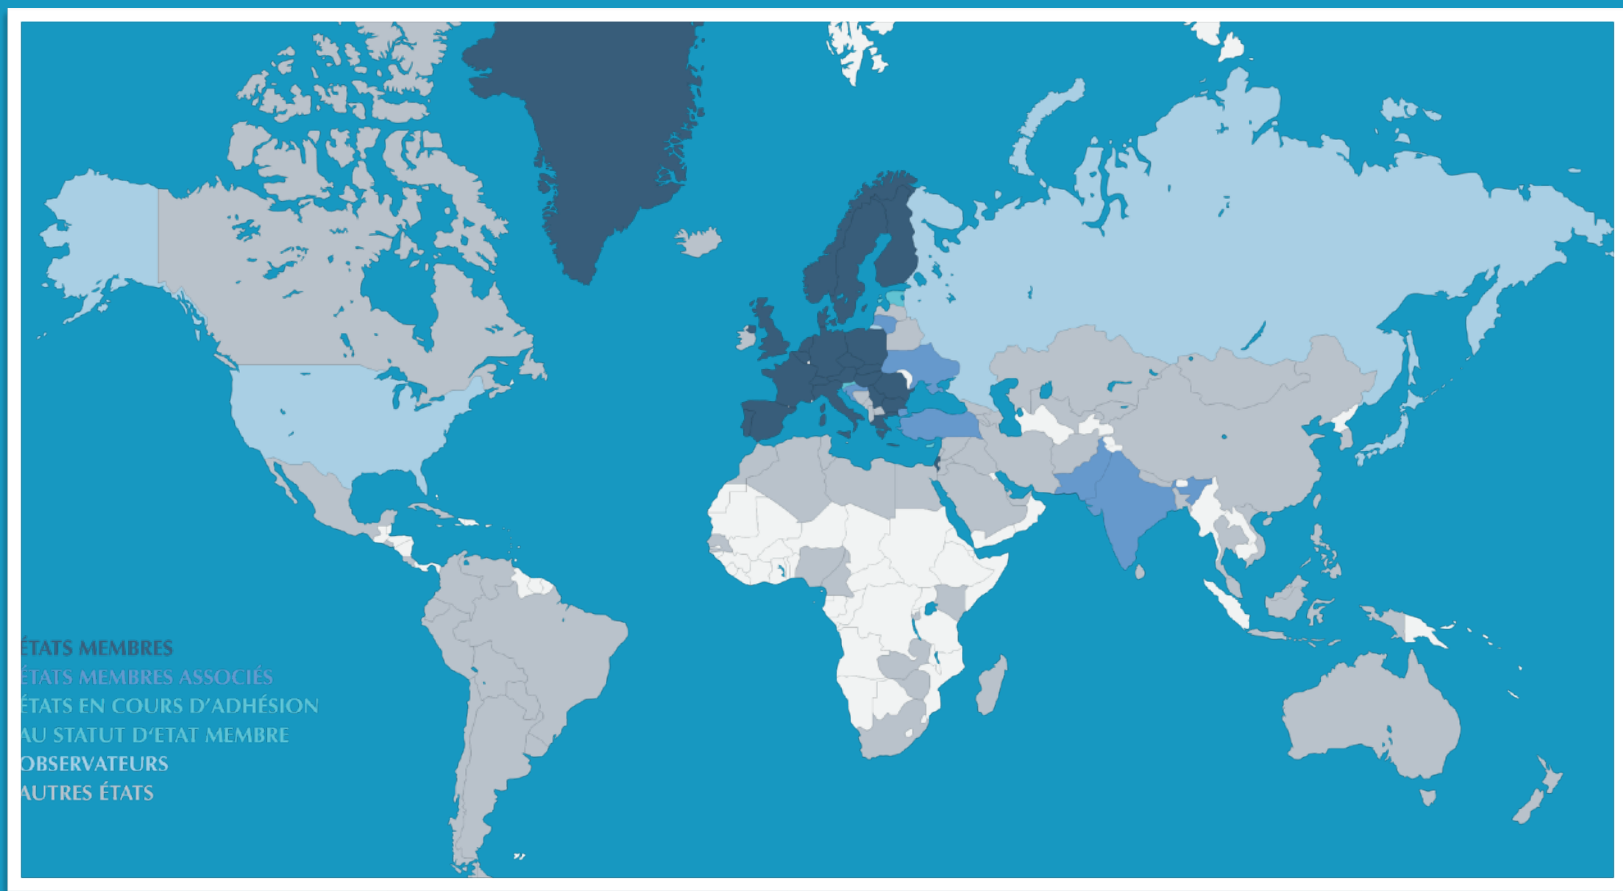 ÉTATS MEMBRES
ÉTATS MEMBRES ASSOCIÉS
ÉTATS EN COURS D'ADHÉSION
AU STATUT D'ETAT MEMBRE
OBSERVATEURS
AUTRES ÉTATS